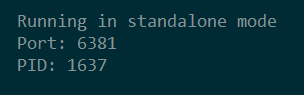 Running in standalone mode
Port: 6381
PID: 1637